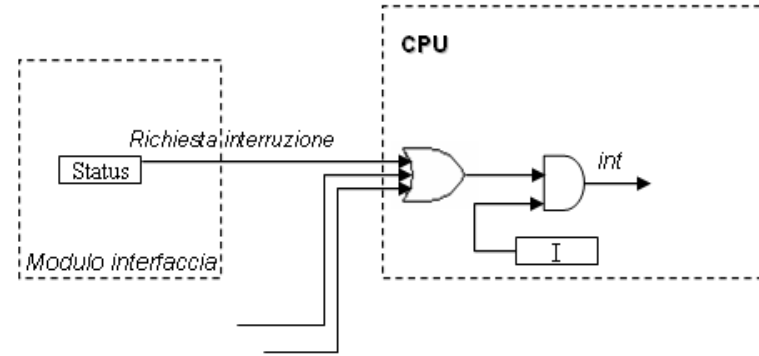 CPU
Richiesta interruzione
int
Status
I
Modulo interfaccia